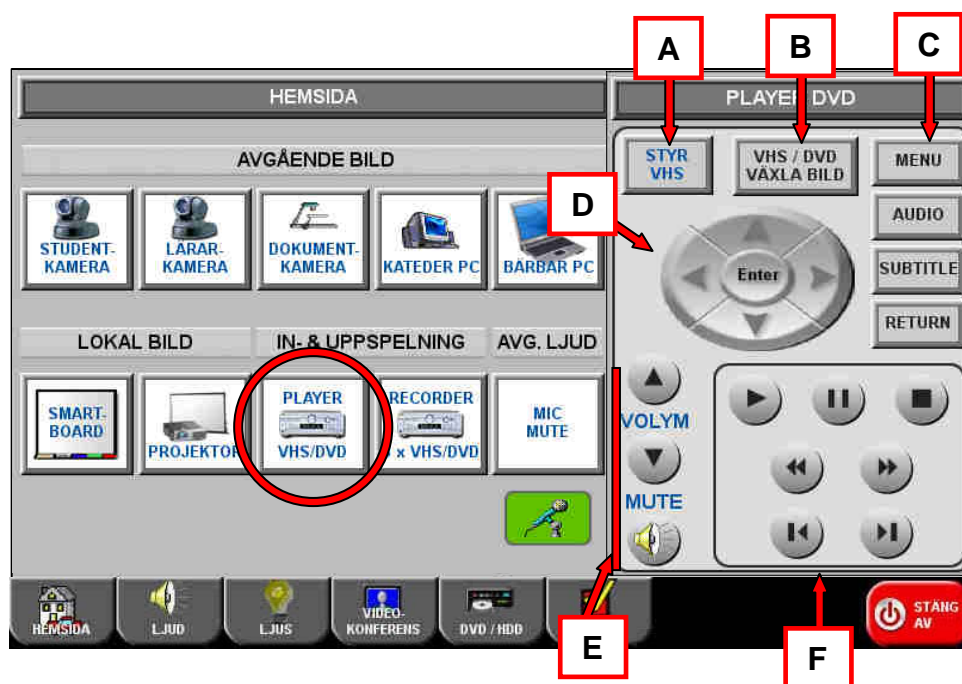 A
B
C
HEMSIDA
PLAYER DVD
AVGÅENDE BILD
STYR
VHS
VHS / DVD
VÄXLA BILD
MENU
D
AUDIO
STUDENT-
KAMERA
LÄRAR-
KAMERA
DOKUMENT-
KAMERA
KATEDER PC
BÄRBAR PC
Enter
SUBTITLE
RETURN
LOKAL BILD
IN- & UPPSPELNING
AVG. LJUD
SMART-
BOARD
PROJEKTOR
PLAYER
VHS/DVD
RECORDER
x VHS/DVD
MIC
MUTE
VOLYM
MUTE
HEMSIDA
LJUD
LJUS
VIDEO-
KONFERENS
DVD / HDD
STÄNG
AV
E
F